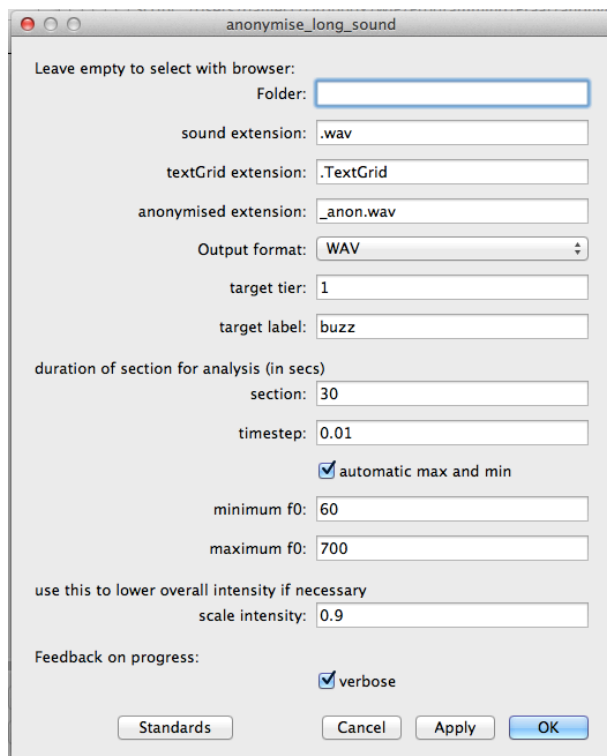 anonymise_long_sound
Leave empty to select with browser:
Folder:
sound extension: .wav
textGrid extension: .TextGrid
anonymised extension: _anon.wav
Output format: WAV
target tier: 1
target label: buzz
duration of section for analysis (in secs)
section: 30
timestep: 0.01
automatic max and min
minimum f0: 60
maximum f0: 700
use this to lower overall intensity if necessary
scale intensity: 0.9
Feedback on progress:
verbose
Standards Cancel Apply OK